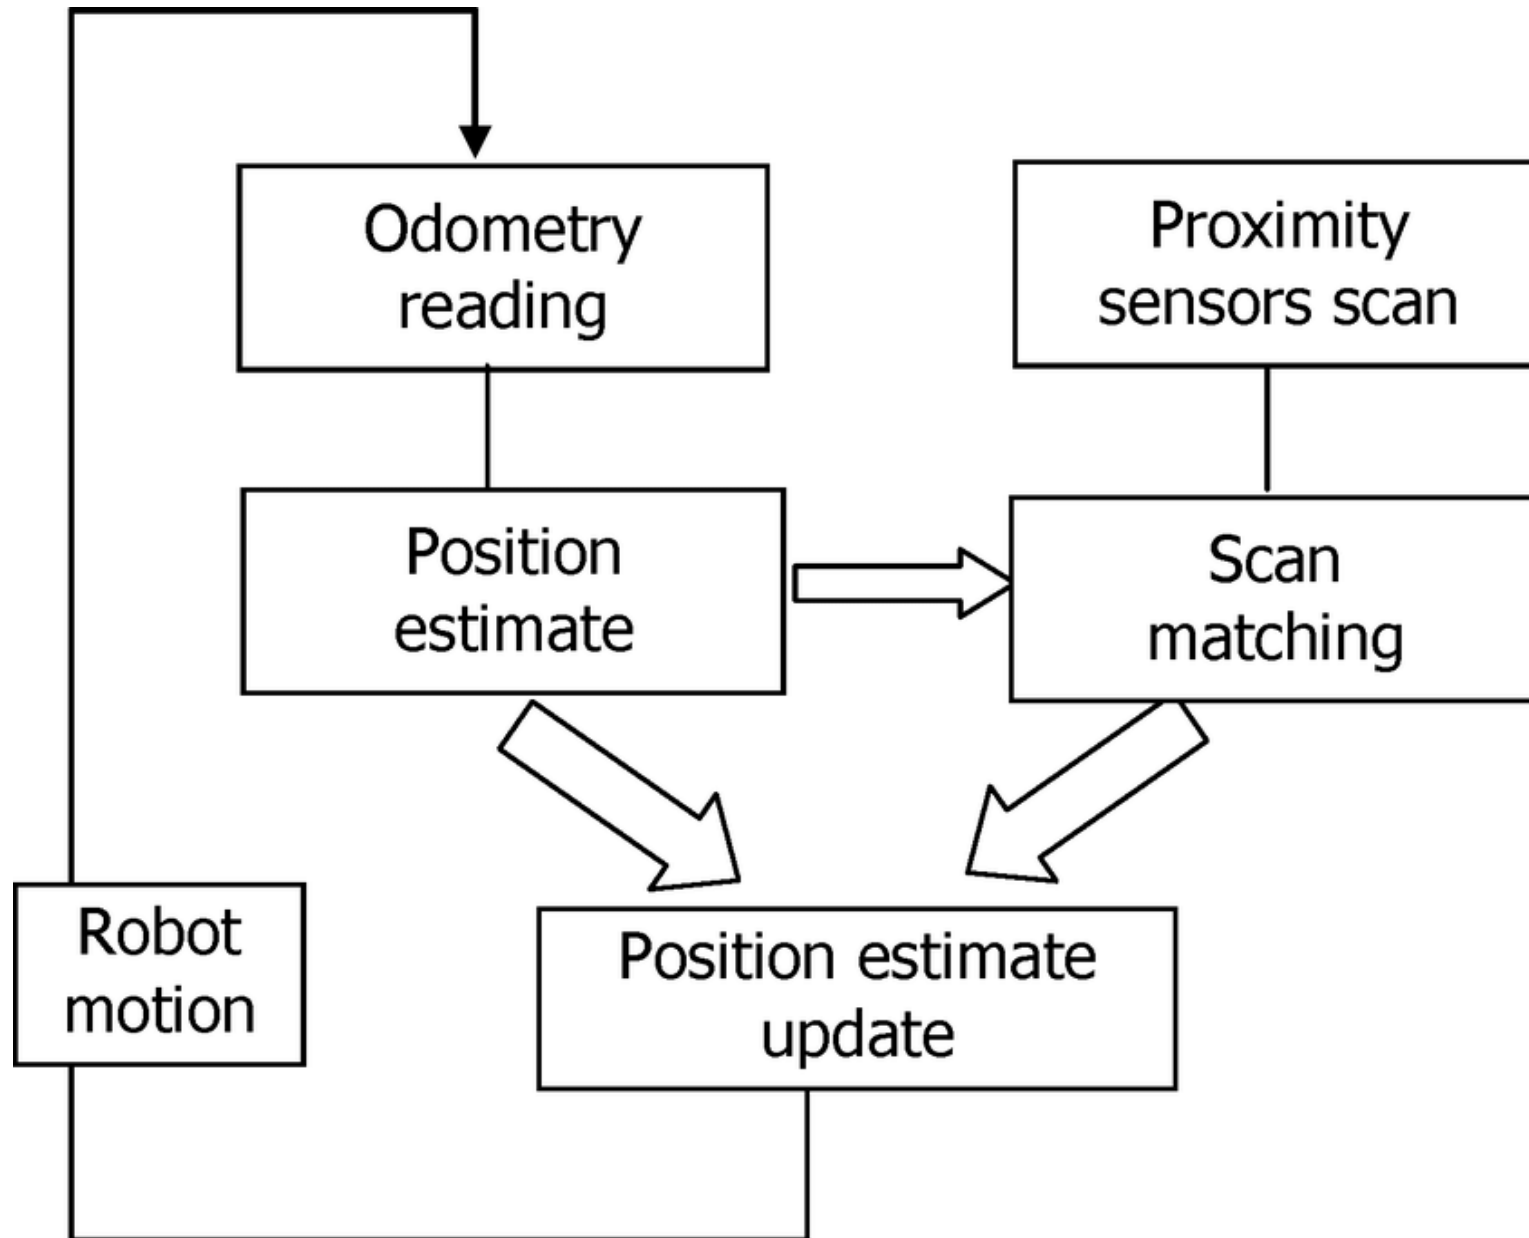 Odometry
reading
Proximity
sensors scan
Position
estimate
Scan
matching
Robot
motion
Position estimate
update